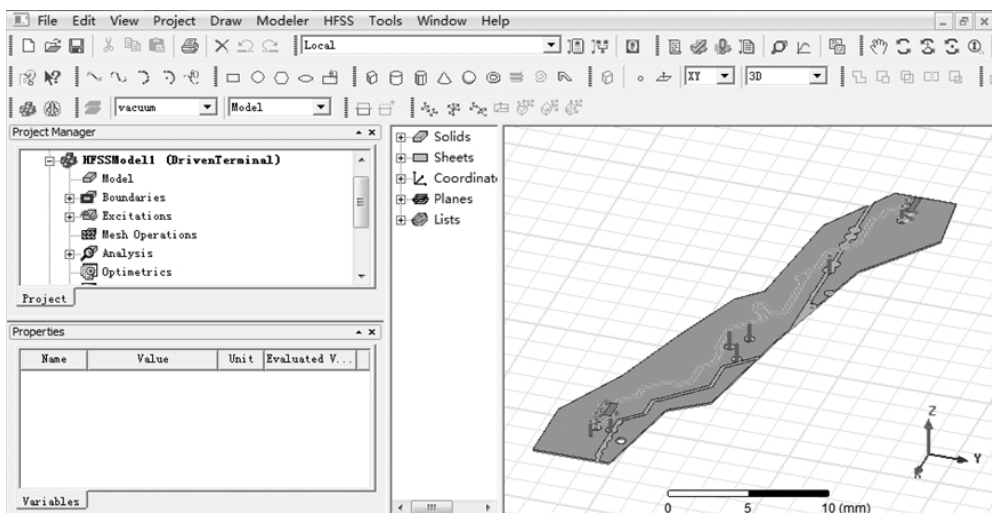 File Edit View Project Draw Modeler HFSS Tools Window Help
Local
XY 3D
vacuum Model
Project Manager
HFSSModel1 (DrivenTerminal)
Model
Boundaries
Excitations
Mesh Operations
Analysis
Optimetrics
Project
Properties
Name Value Unit Evaluated V...
Variables
Solids
Sheets
Coordinat
Planes
Lists
Z
Y
0 5 10 (mm)